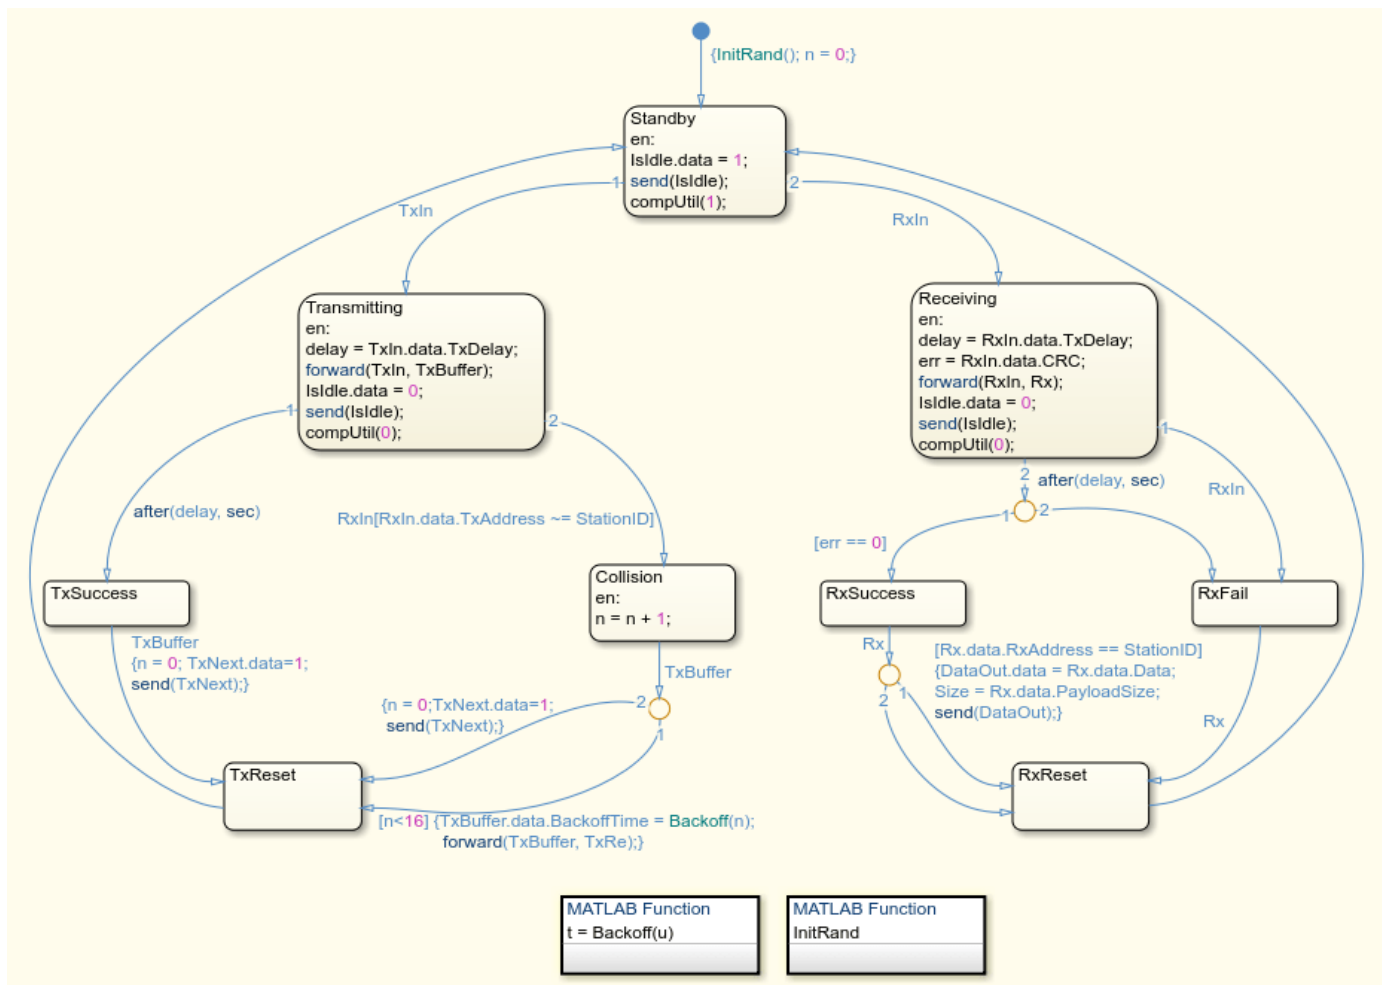 {InitRand(); n = 0;}
Standby
en:
IsIdle.data = 1;
send(IsIdle);
compUtil(1);
1
2
TxIn
RxIn
Transmitting
en:
delay = TxIn.data.TxDelay;
forward(TxIn, TxBuffer);
IsIdle.data = 0;
send(IsIdle);
compUtil(0);
1
2
Receiving
en:
delay = RxIn.data.TxDelay;
err = RxIn.data.CRC;
forward(RxIn, Rx);
IsIdle.data = 0;
send(IsIdle);
compUtil(0);
1
2
after(delay, sec)
RxIn[RxIn.data.TxAddress ~= StationID]
after(delay, sec)
RxIn
1
2
[err == 0]
TxSuccess
Collision
en:
n = n + 1;
RxSuccess
RxFail
TxBuffer
{n = 0; TxNext.data=1;
send(TxNext);}
TxBuffer
{n = 0;TxNext.data=1;
send(TxNext);}
2
1
Rx
[Rx.data.RxAddress == StationID]
{DataOut.data = Rx.data.Data;
Size = Rx.data.PayloadSize;
send(DataOut);}
1
2
Rx
TxReset
RxReset
[n<16] {TxBuffer.data.BackoffTime = Backoff(n);
forward(TxBuffer, TxRe);}
MATLAB Function
t = Backoff(u)
MATLAB Function
InitRand